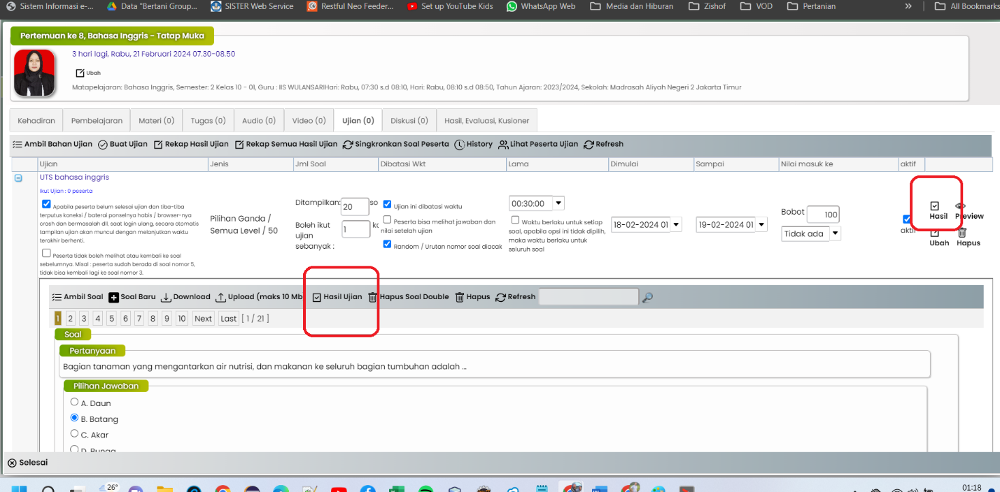 Sistem Informasi e-... Data "Bertani Group... SISTER Web Service Restful Neo Feeder... Set up YouTube Kids WhatsApp Web Media dan Hiburan Zishof VOD Pertanian » All Bookmarks
Pertemuan ke 8, Bahasa Inggris - Tatap Muka
3 hari lagi, Rabu, 21 Februari 2024 07.30-08.50
Ubah
Matapelajaran: Bahasa Inggris, Semester: 2 Kelas 10 - 01, Guru : IIS WULANSARIHari: Rabu, 07:30 s.d 08:10, Hari: Rabu, 08:10 s.d 08:50, Tahun Ajaran: 2023/2024, Sekolah: Madrasah Aliyah Negeri 2 Jakarta Timur
Kehadiran Pembelajaran Materi (0) Tugas (0) Audio (0) Video (0) Ujian (0) Diskusi (0) Hasil, Evaluasi, Kusioner
Ambil Bahan Ujian Buat Ujian Rekap Hasil Ujian Rekap Semua Hasil Ujian Singkronkan Soal Peserta History Lihat Peserta Ujian Refresh
Ujian Jenis Jml Soal Dibatasi Wkt Lama Dimulai Sampai Nilai masuk ke aktif
UTS bahasa inggris
Ikut Ujian : 0 peserta
Apabila peserta belum selesai ujian dan tiba-tiba
terputus koneksi / baterai ponselnya habis / browser-nya
crash dan bermasalah dll, saat login ulang, secara otomatis
tampilan ujian akan muncul dengan melanjutkan waktu
terakhir berhenti.
Peserta tidak boleh melihat atau kembali ke soal
sebelumnya. Misal : peserta sudah berada di soal nomor 5,
tidak bisa kembali lagi ke soal nomor 3.
Pilihan Ganda /
Semua Level / 50
Ditampilkan: 20 so
Boleh ikut
ujian
sebanyak :
1
Ujian ini dibatasi waktu
Peserta bisa melihat jawaban dan
nilai setelah ujian
Random / Urutan nomor soal diacak
00:30:00
Waktu berlaku untuk setiap
soal, apabila opsi ini tidak dipilih,
maka waktu berlaku untuk
seluruh soal
18-02-2024 01
19-02-2024 01
Bobot 100
Tidak ada
aktif
Hasil Preview
Ubah Hapus
Ambil Soal Soal Baru Download Upload (maks 10 Mb Hasil Ujian Hapus Soal Double Hapus Refresh
1 2 3 4 5 6 7 8 9 10 Next Last [ 1 / 21 ]
Soal
Pertanyaan
Bagian tanaman yang mengantarkan air nutrisi, dan makanan ke seluruh bagian tumbuhan adalah ...
Pilihan Jawaban
A. Daun
B. Batang
C. Akar
D. Bunga
Selesai
26°
01:18